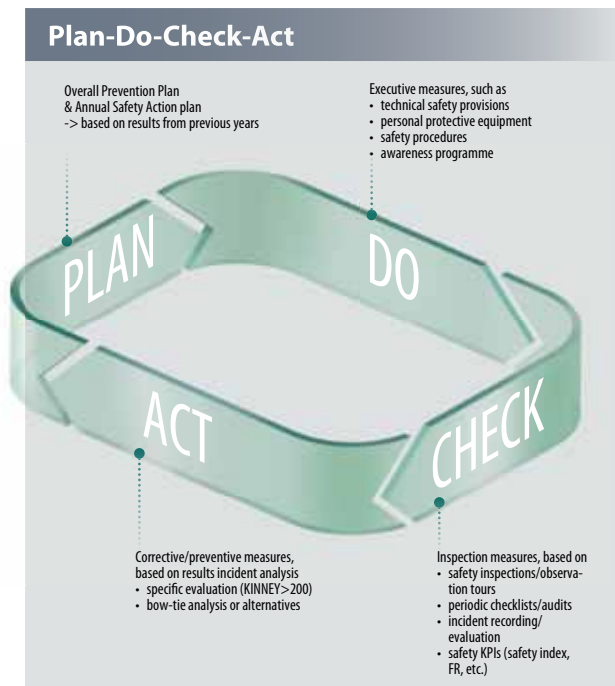 Plan-Do-Check-Act
Overall Prevention Plan
& Annual Safety Action plan
-> based on results from previous years
Executive measures, such as
• technical safety provisions
• personal protective equipment
• safety procedures
• awareness programme
PLAN
DO
ACT
CHECK
Corrective/preventive measures,
based on results incident analysis
• specific evaluation (KINNEY>200)
• bow-tie analysis or alternatives
Inspection measures, based on
• safety inspections/observa-
tion tours
• periodic checklists/audits
• incident recording/
evaluation
• safety KPIs (safety index,
FR, etc.)